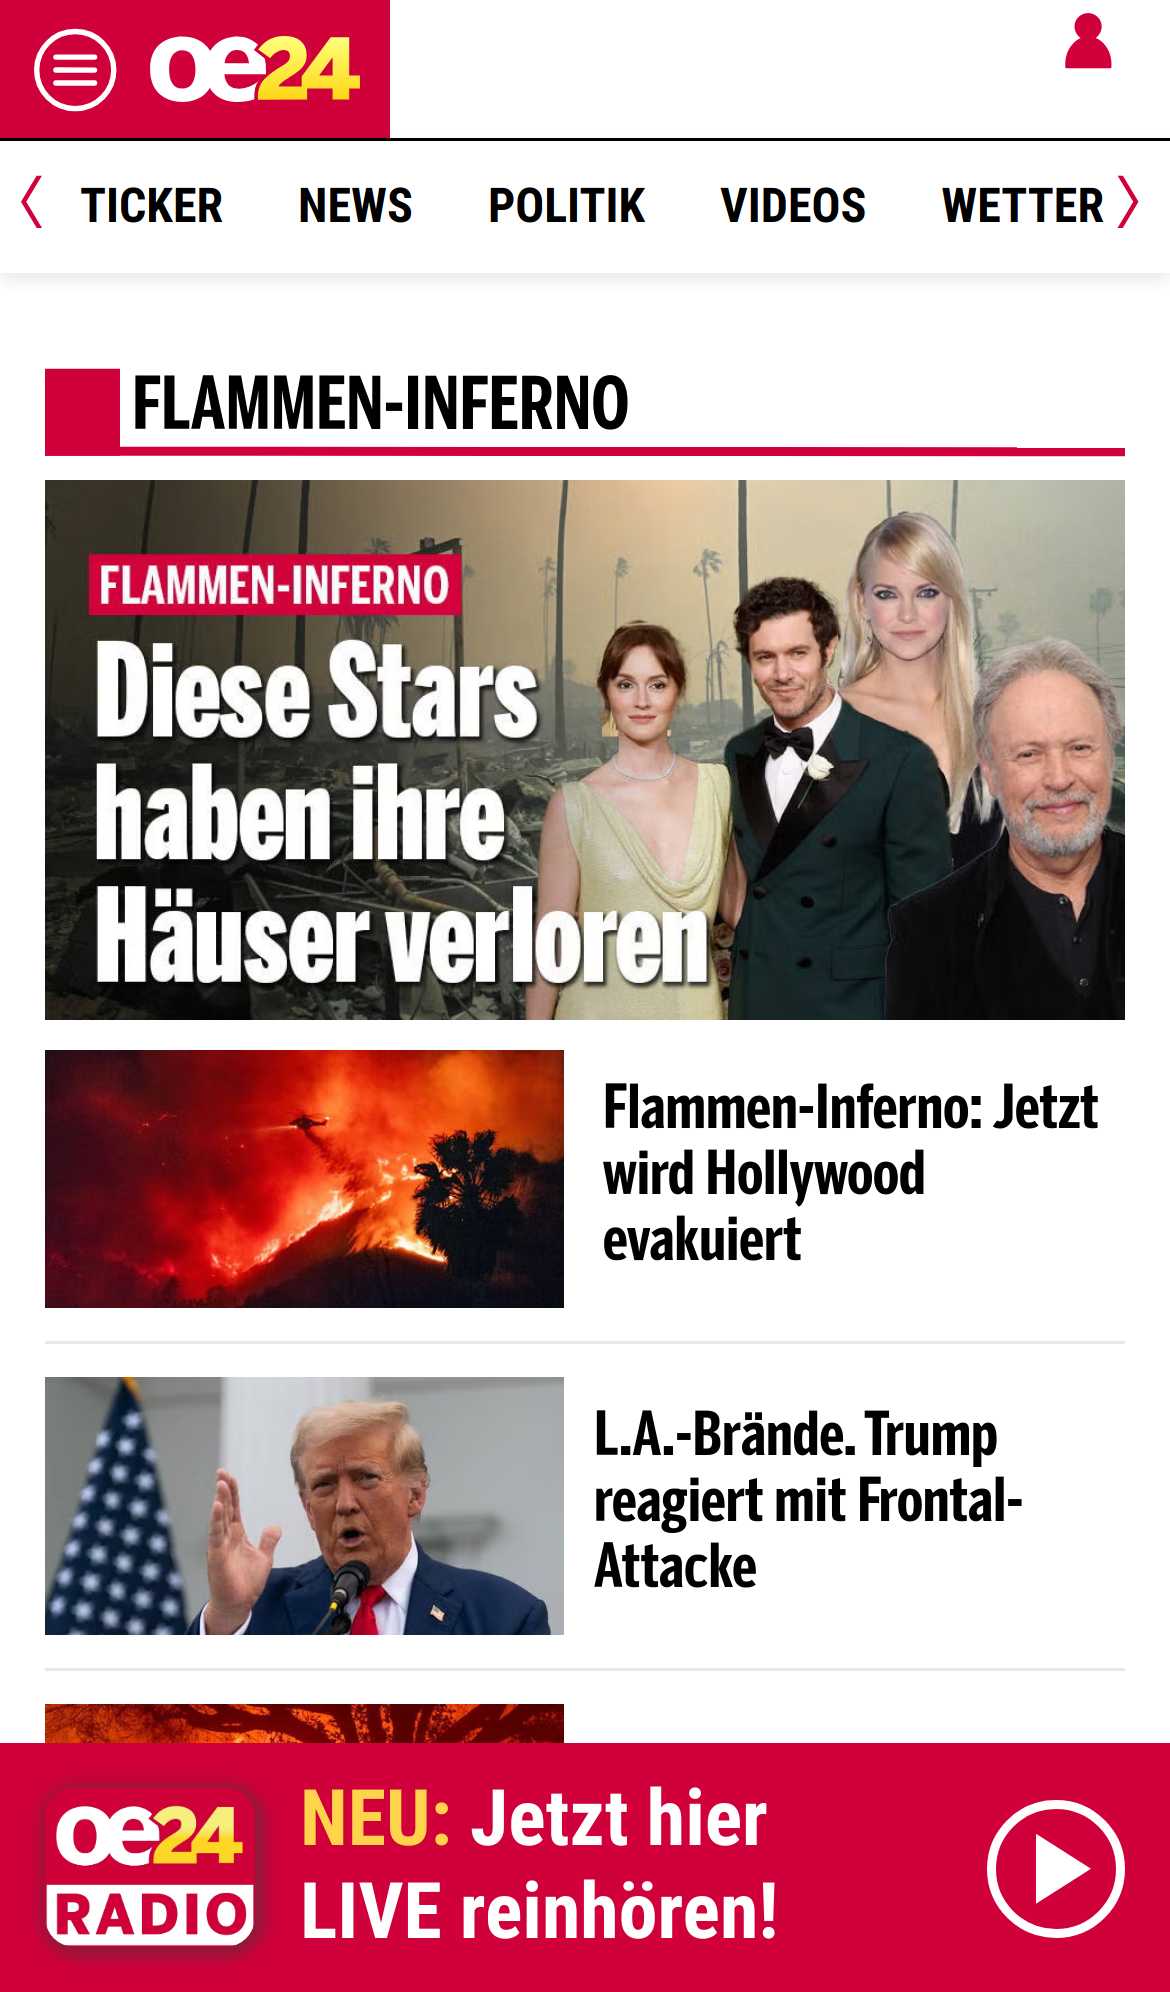 oe24
TICKER NEWS POLITIK VIDEOS WETTER
FLAMMEN-INFERNO
FLAMMEN-INFERNO
Diese Stars
haben ihre
Häuser verloren
Flammen-Inferno: Jetzt
wird Hollywood
evakuiert
L.A.-Brände. Trump
reagiert mit Frontal-
Attacke
oe24
RADIO
NEU: Jetzt hier
LIVE reinhören!